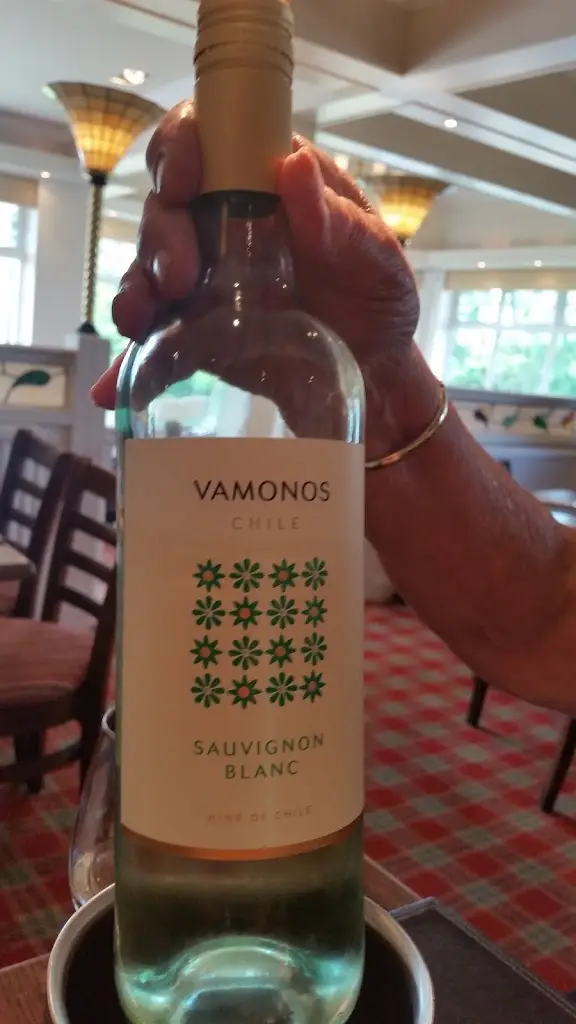 VAMONOS
CHILE
SAUVIGNON
BLANC
WINE OF CHILE